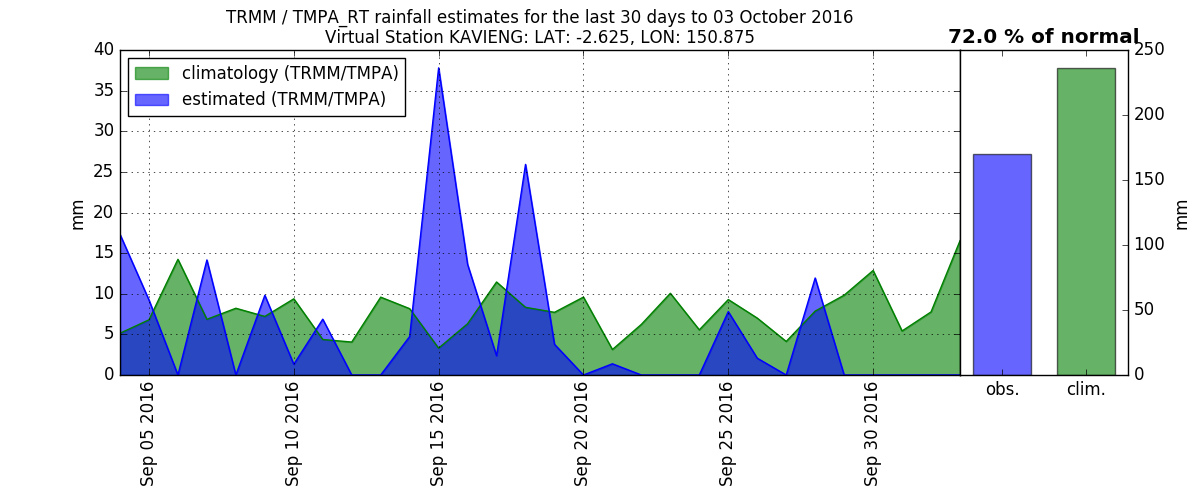 TRMM / TMPA_RT rainfall estimates for the last 30 days to 03 October 2016
Virtual Station KAVIENG: LAT: -2.625, LON: 150.875
72.0 % of normal
climatology (TRMM/TMPA)
estimated (TRMM/TMPA)
mm
40
35
30
25
20
15
10
5
0
Sep 05 2016
Sep 10 2016
Sep 15 2016
Sep 20 2016
Sep 25 2016
Sep 30 2016
obs.
clim.
250
200
150
100
50
0
mm